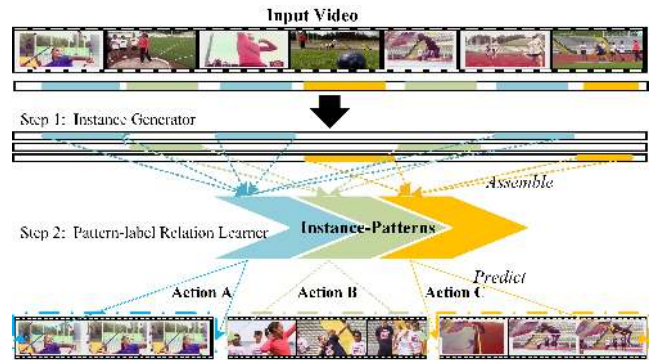 Input Video
Step 1: Instance Generator
Assemble
Step 2: Pattern-label Relation Learner
Instance-Patterns
Predict
Action A
Action B
Action C